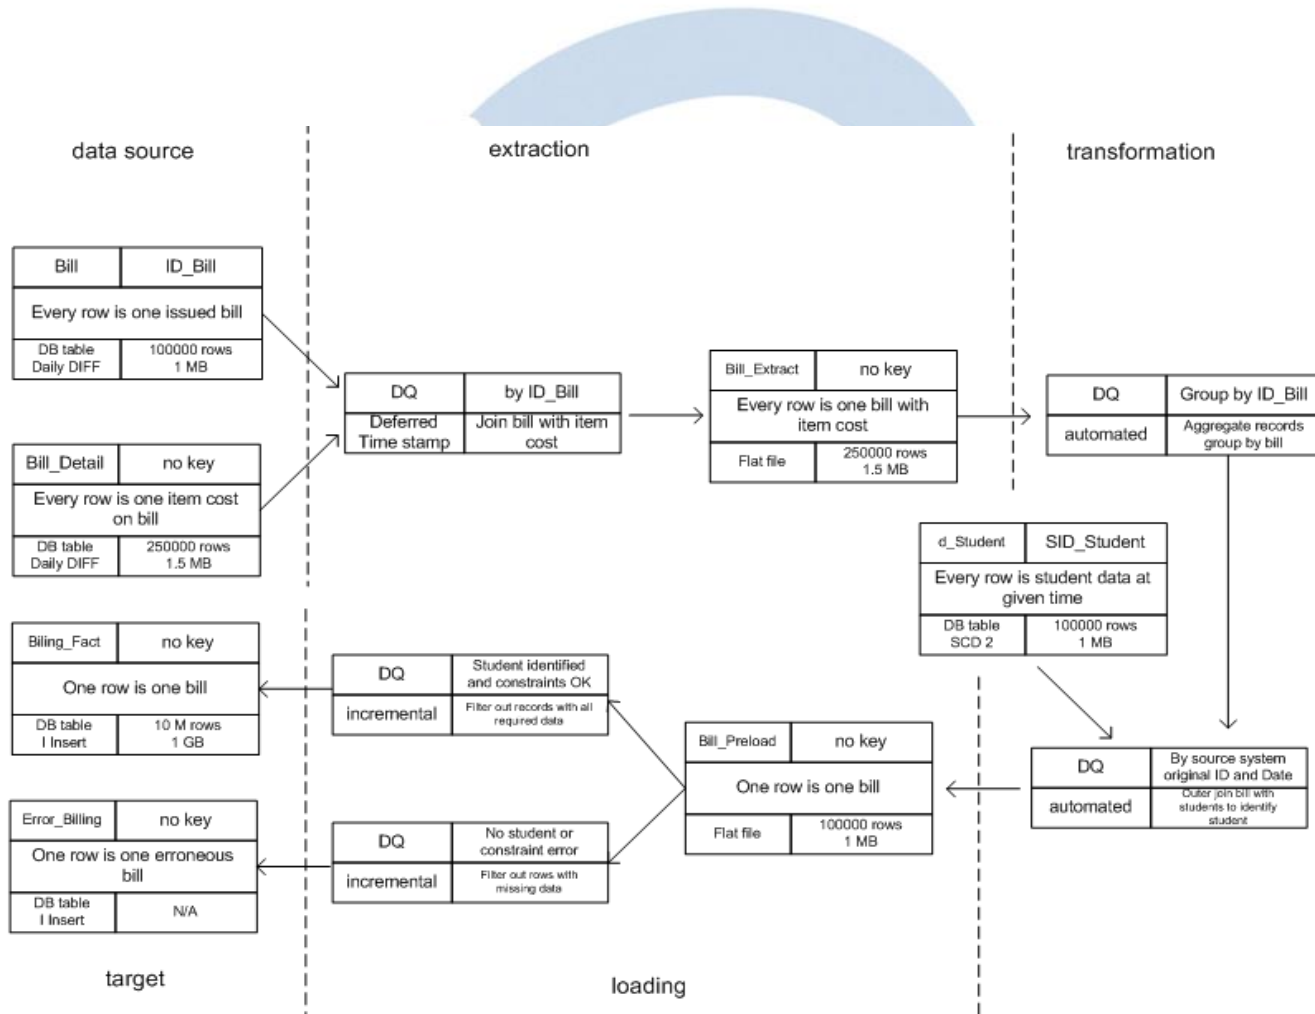 data source
extraction
transformation
Bill
ID_Bill
Every row is one issued bill
DB table
Daily DIFF
100000 rows
1 MB
Bill_Detail
no key
Every row is one item cost
on bill
DB table
Daily DIFF
250000 rows
1.5 MB
DQ
by ID_Bill
Deferred
Time stamp
Join bill with item
cost
Bill_Extract
no key
Every row is one bill with
item cost
Flat file
250000 rows
1.5 MB
DQ
Group by ID_Bill
automated
Aggregate records
group by bill
d_Student
SID_Student
Every row is student data at
given time
DB table
SCD 2
100000 rows
1 MB
DQ
By source system
original ID and Date
automated
Outer join bill with
students to identify
student
Bill_Preload
no key
One row is one bill
Flat file
100000 rows
1 MB
DQ
Student identified
and constraints OK
incremental
Filter out records with all
required data
DQ
No student or
constraint error
incremental
Filter out rows with
missing data
Biling_Fact
no key
One row is one bill
DB table
I Insert
10 M rows
1 GB
Error_Billing
no key
One row is one erroneous
bill
DB table
I Insert
N/A
target
loading